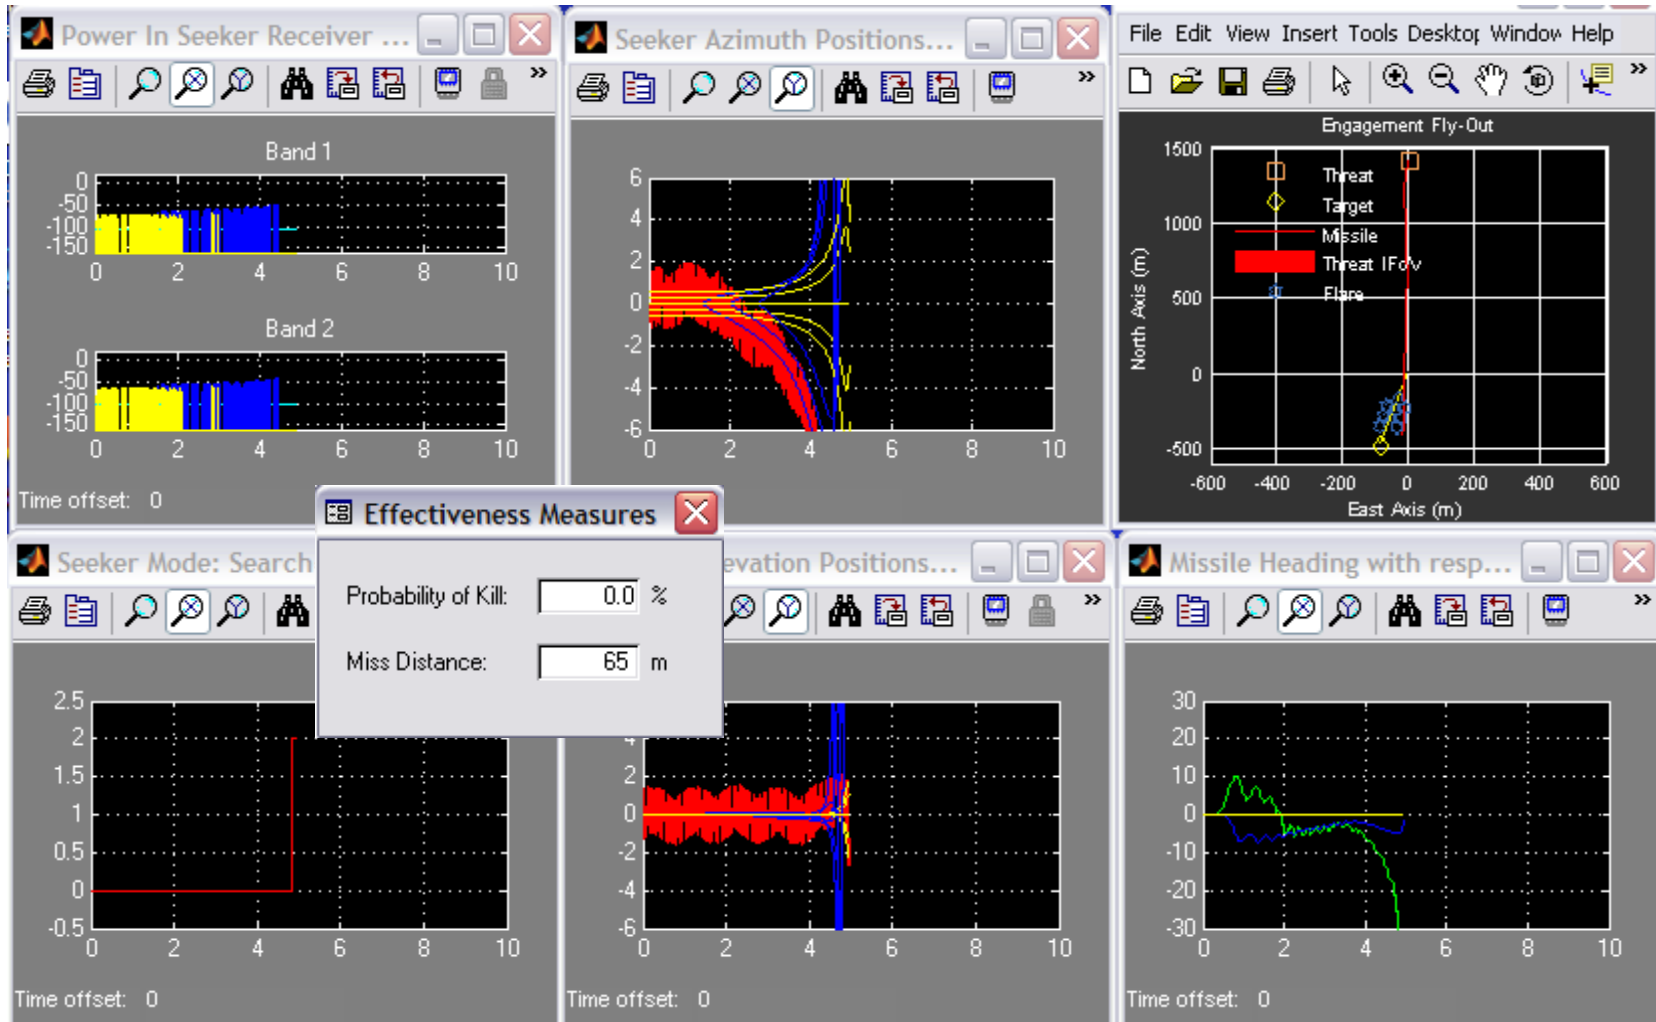 Power In Seeker Receiver ...
Band 1
0
-50
-100
-150
0 2 4 6 8 10
Band 2
0
-50
-100
-150
0 2 4 6 8 10
Time offset: 0
Seeker Azimuth Positions...
6
4
2
0
-2
-4
-6
0 2 4 6 8 10
File Edit View Insert Tools Desktop Window Help
Engagement Fly-Out
1500
1000
500
0
-500
North Axis (m)
Threat
Target
Missile
Threat IFoV
Flare
-600 -400 -200 0 200 400 600
East Axis (m)
Effectiveness Measures
Probability of Kill: 0.0 %
Miss Distance: 65 m
Seeker Mode: Search
2.5
2
1.5
1
0.5
0
-0.5
0 2 4 6 8 10
Time offset: 0
evation Positions...
4
2
0
-2
-4
-6
0 2 4 6 8 10
Time offset: 0
Missile Heading with resp...
30
20
10
0
-10
-20
-30
0 2 4 6 8 10
Time offset: 0